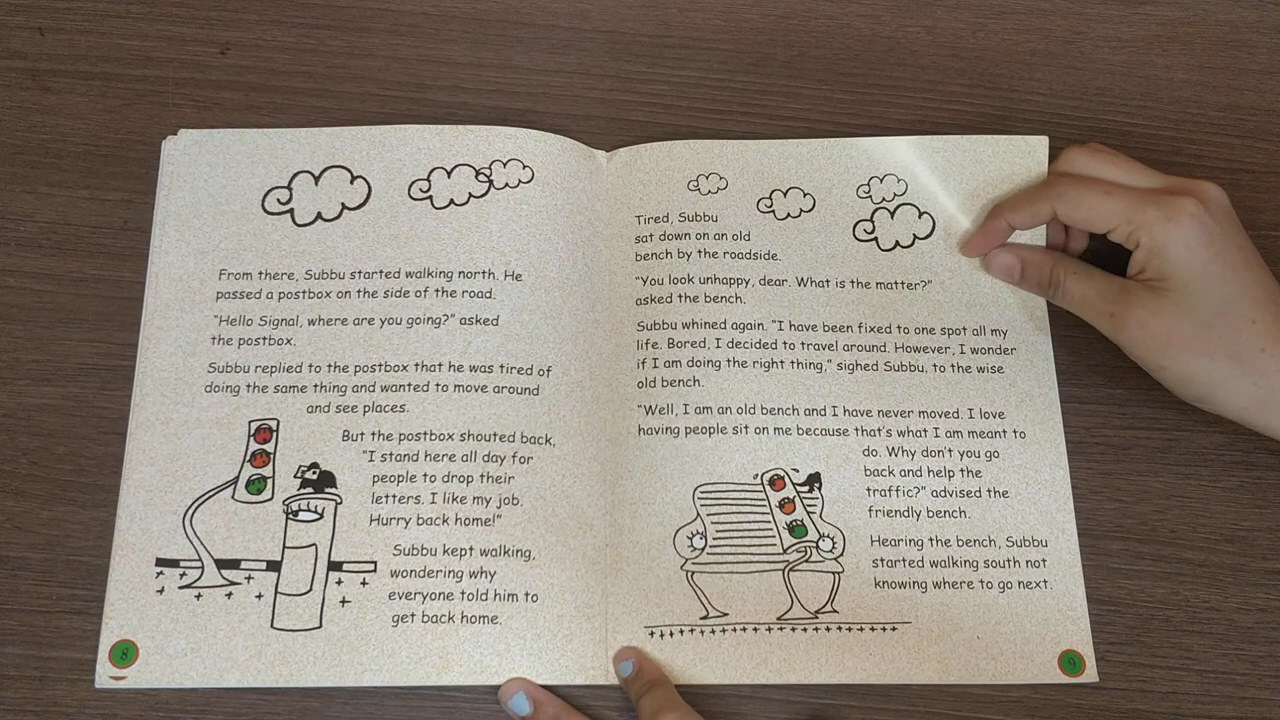 From there, Subbu started walking north. He
passed a postbox on the side of the road.
"Hello Signal, where are you going?" asked
the postbox.
Subbu replied to the postbox that he was tired of
doing the same thing and wanted to move around
and see places.
But the postbox shouted back,
"I stand here all day for
people to drop their
letters. I like my job.
Hurry back home!"
Subbu kept walking,
wondering why
everyone told him to
get back home.
8
Tired, Subbu
sat down on an old
bench by the roadside.
"You look unhappy, dear. What is the matter?"
asked the bench.
Subbu whined again. "I have been fixed to one spot all my
life. Bored, I decided to travel around. However, I wonder
if I am doing the right thing," sighed Subbu, to the wise
old bench.
"Well, I am an old bench and I have never moved. I love
having people sit on me because that's what I am meant to
do. Why don't you go
back and help the
traffic?" advised the
friendly bench.
Hearing the bench, Subbu
started walking south not
knowing where to go next.
9